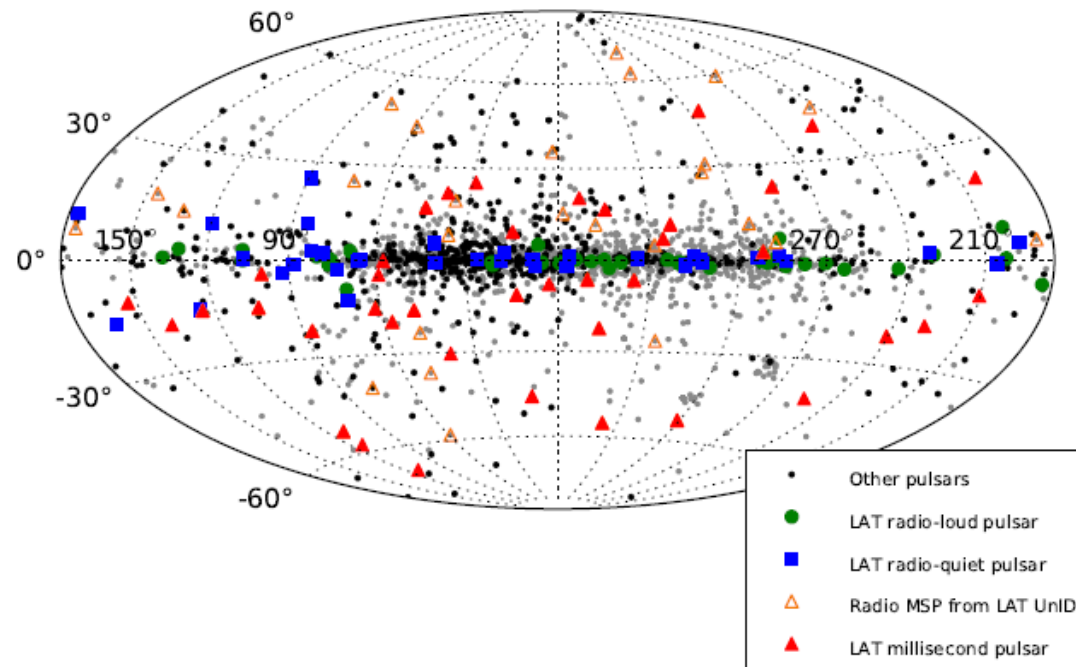 60°
30°
150°
90°
270°
210°
0°
-30°
-60°
Other pulsars
LAT radio-loud pulsar
LAT radio-quiet pulsar
Radio MSP from LAT UnID
LAT millisecond pulsar